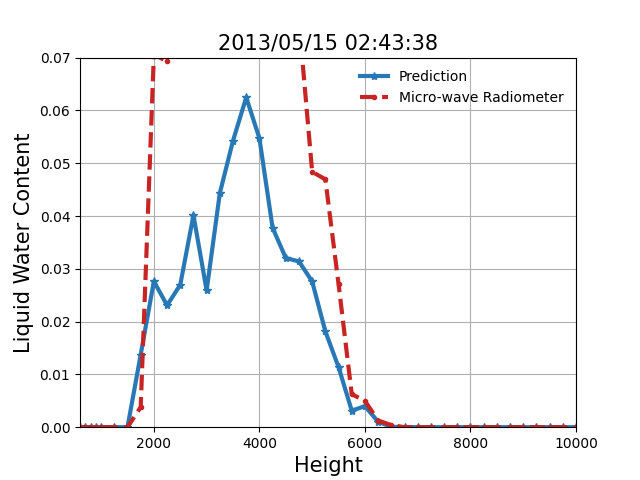 2013/05/15 02:43:38
Prediction
Micro-wave Radiometer
Liquid Water Content
0.07
0.06
0.05
0.04
0.03
0.02
0.01
0.00
2000 4000 6000 8000 10000
Height